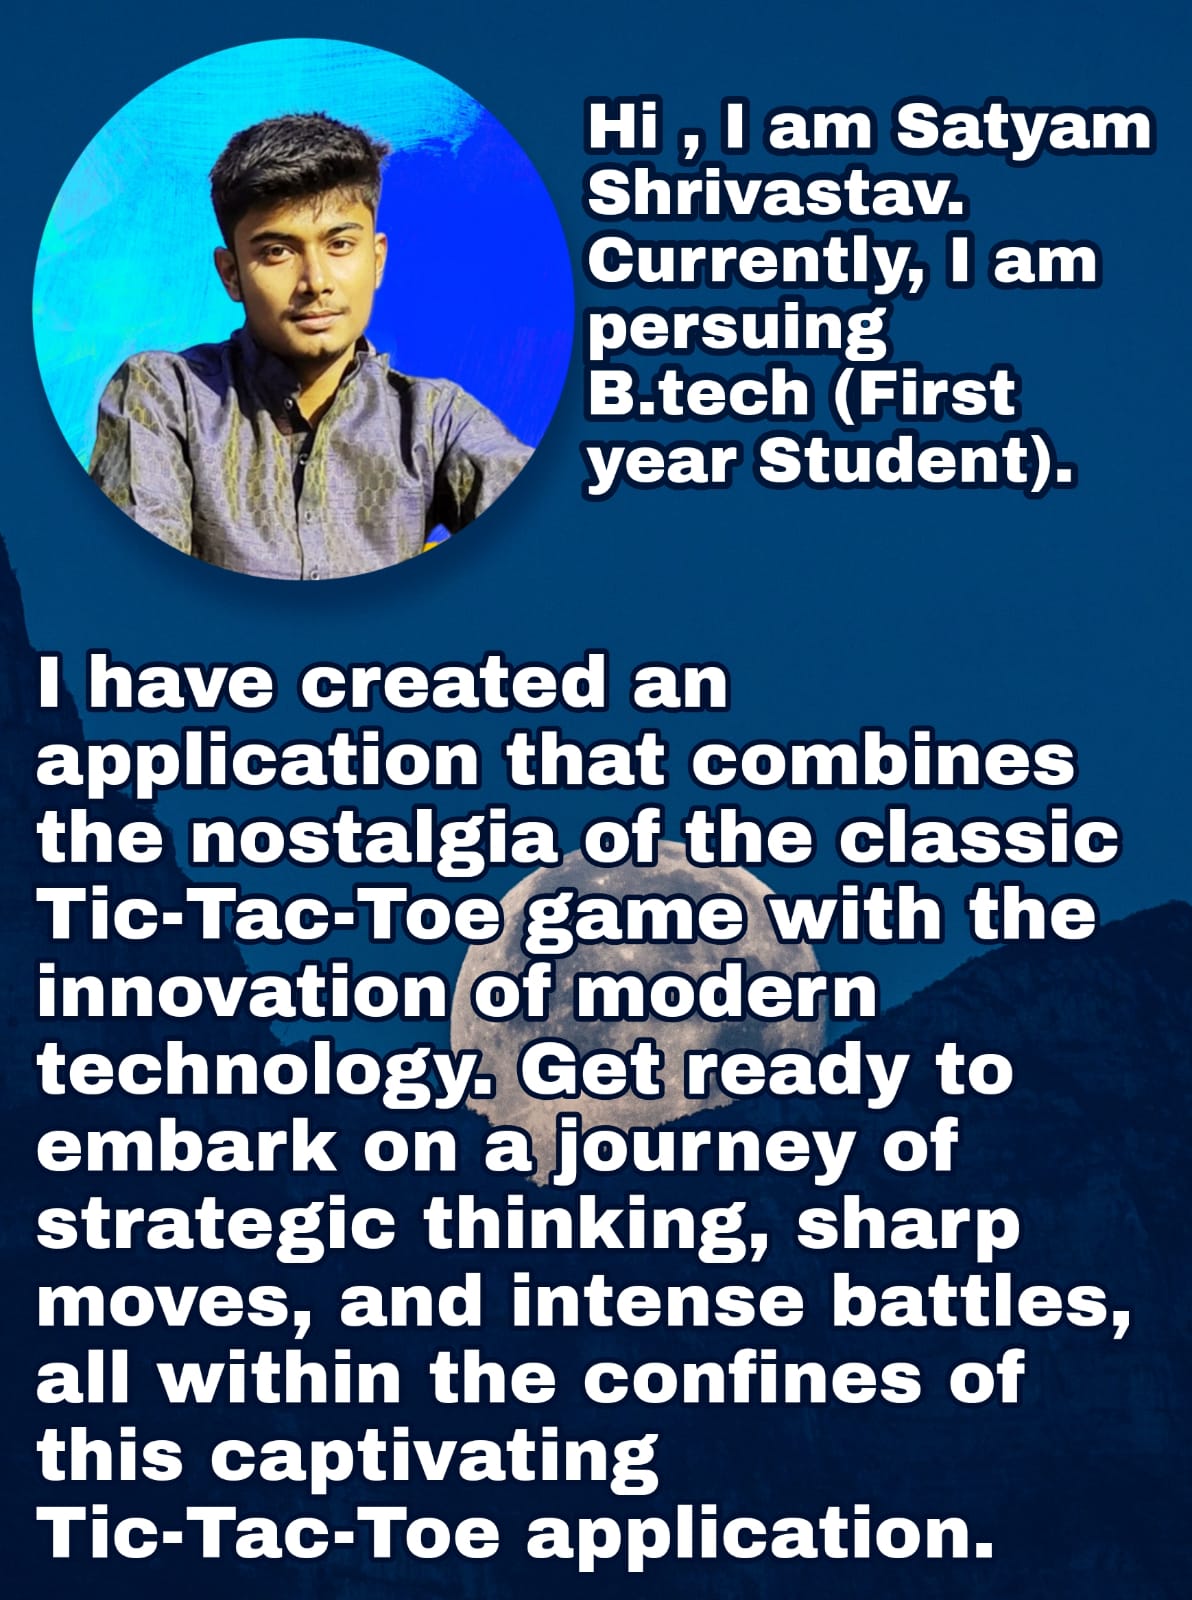 Hi , I am Satyam
Shrivastav.
Currently, I am
persuing
B.tech (First
year Student).
I have created an
application that combines
the nostalgia of the classic
Tic-Tac-Toe game with the
innovation of modern
technology. Get ready to
embark on a journey of
strategic thinking, sharp
moves, and intense battles,
all within the confines of
this captivating
Tic-Tac-Toe application.